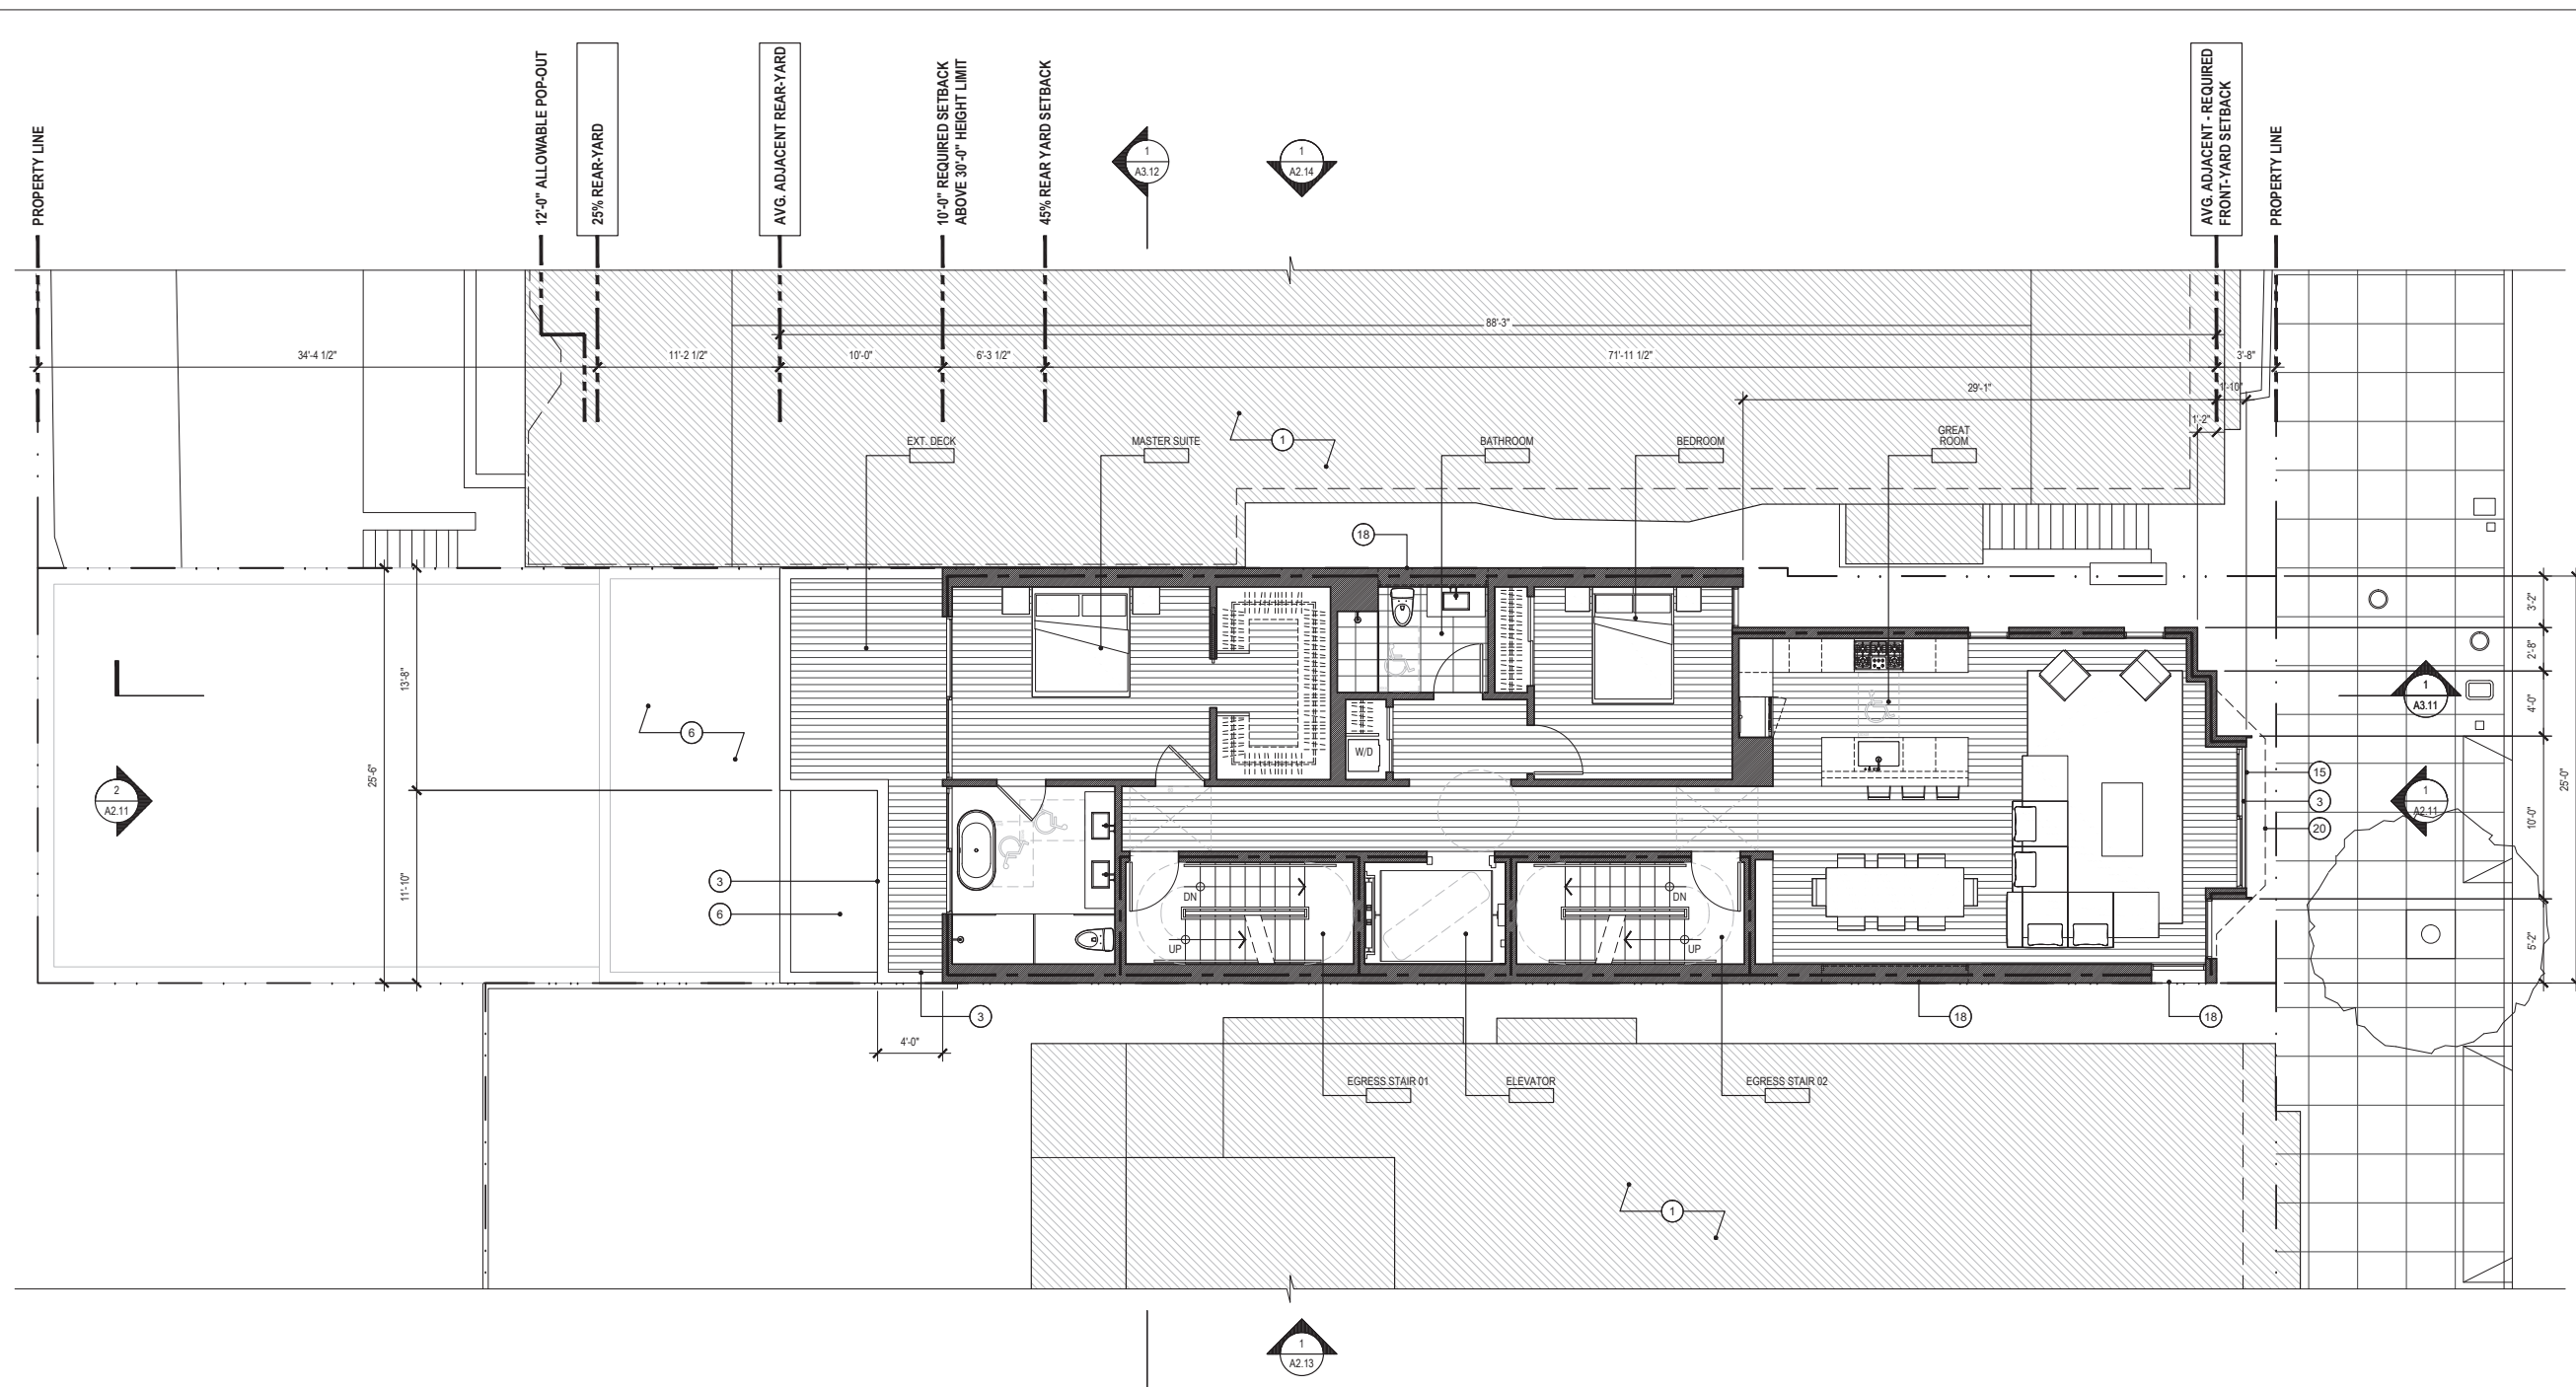 PROPERTY LINE
12'-0" ALLOWABLE POP-OUT
25% REAR-YARD
AVG. ADJACENT REAR-YARD
10'-0" REQUIRED SETBACK
ABOVE 30'-0" HEIGHT LIMIT
45% REAR YARD SETBACK
1
A3.12
1
A2.14
AVG. ADJACENT - REQUIRED
FRONT-YARD SETBACK
PROPERTY LINE
88'-3"
34'-4 1/2"
11'-2 1/2"
10'-0"
6'-3 1/2"
71'-11 1/2"
3'-8"
29'-1"
1'-10"
1'-2"
EXT. DECK
MASTER SUITE
1
BATHROOM
BEDROOM
GREAT
ROOM
18
3'-2"
2'-8"
4'-0"
10'-0"
5'-2"
25'-0"
13'-8"
25'-6"
11'-10"
6
W/D
1
A3.11
2
A2.11
15
3
20
1
A2.11
3
6
DN
UP
DN
UP
3
18
18
4'-0"
EGRESS STAIR 01
ELEVATOR
EGRESS STAIR 02
1
1
A2.13